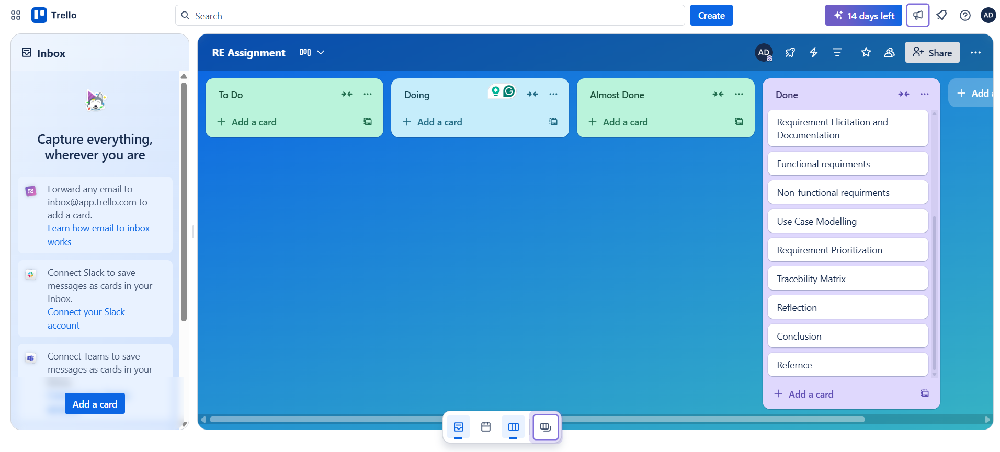 Trello
Search
Create
14 days left
AD
Inbox
Capture everything,
wherever you are
Forward any email to
inbox@app.trello.com to
add a card.
Learn how email to inbox
works
Connect Slack to save
messages as cards in your
Inbox.
Connect your Slack
account
Connect Teams to save
messages as cards in your
Add a card
RE Assignment
AD
Share
To Do
Add a card
Doing
Add a card
Almost Done
Add a card
Done
Requirement Elicitation and
Documentation
Functional requirments
Non-functional requirments
Use Case Modelling
Requirement Prioritization
Tracebility Matrix
Reflection
Conclusion
Refernce
Add a card
Add